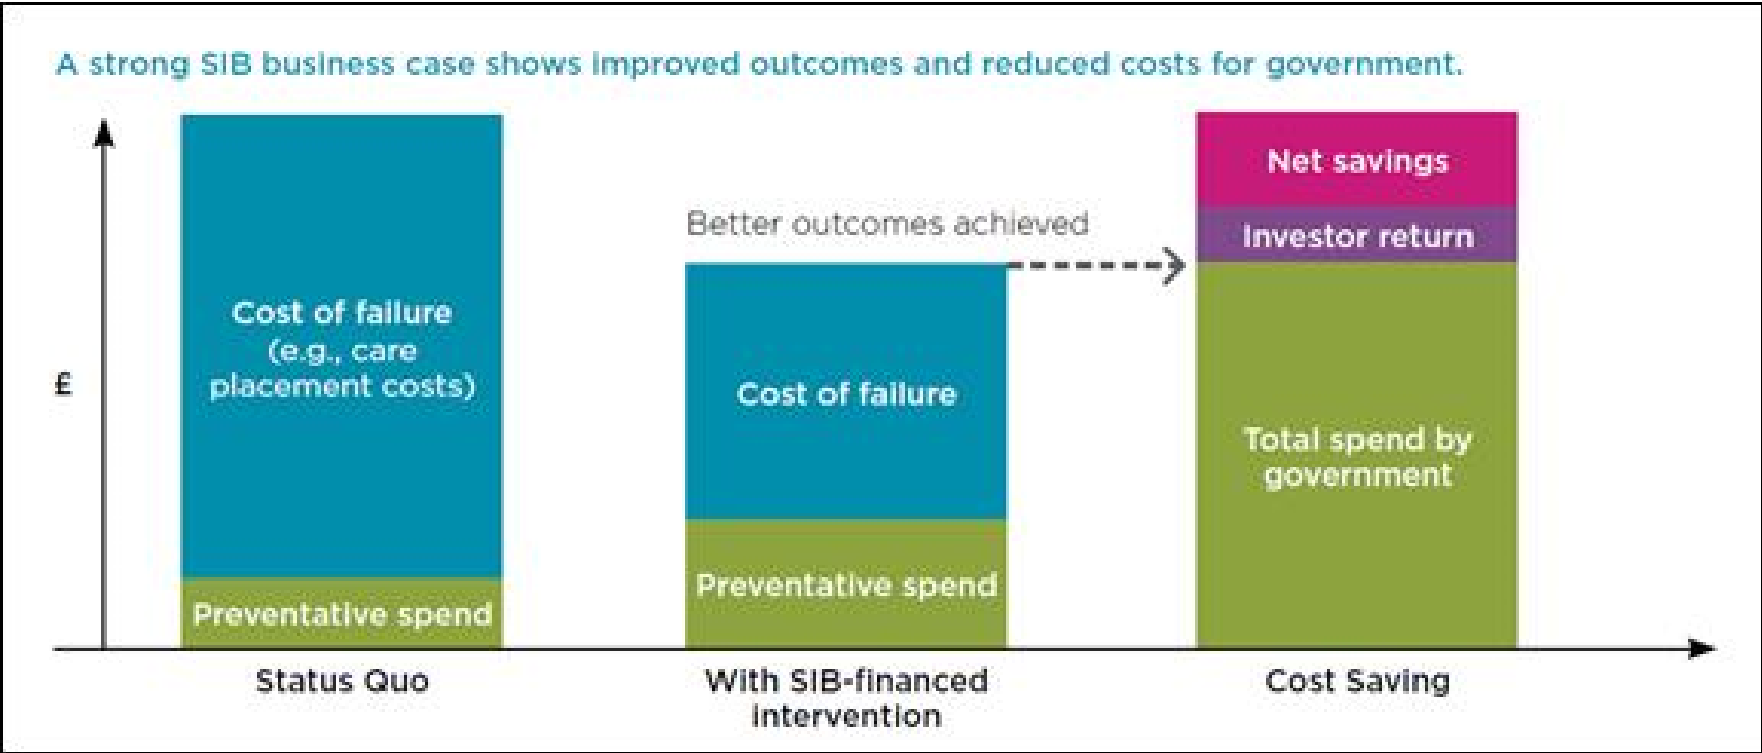 A strong SIB business case shows improved outcomes and reduced costs for government.
£
Cost of failure
(e.g., care
placement costs)
Preventative spend
Status Quo
Better outcomes achieved
Cost of failure
Preventative spend
With SIB-financed
intervention
Net savings
Investor return
Total spend by
government
Cost Saving